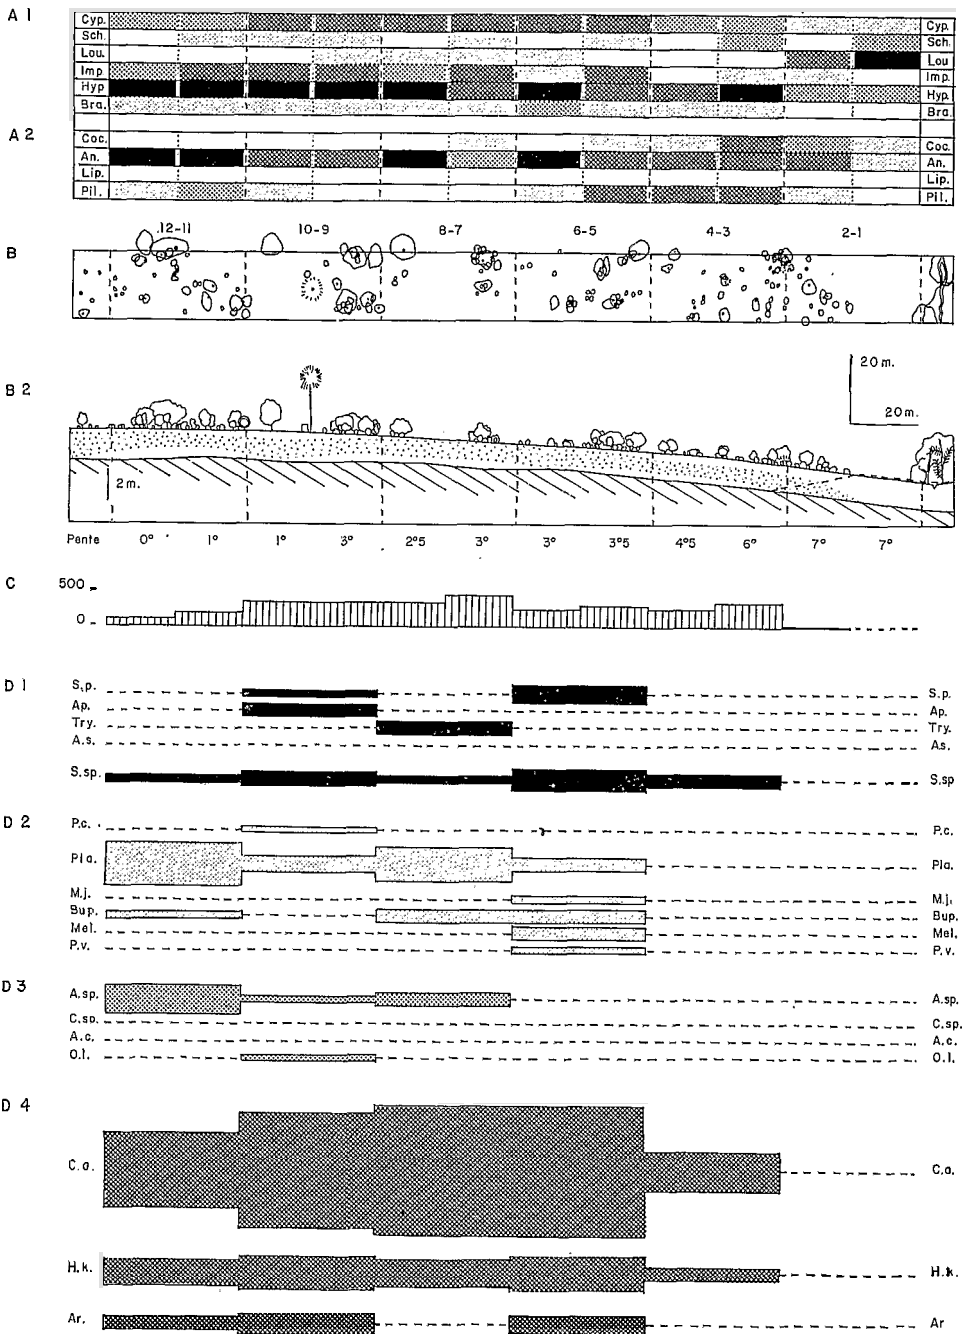 A 1
Cyp. Cyp.
Sch. Sch.
Lou. Lou
Imp Imp.
Hyp Hyp.
Bra. Bra.
A 2
Coc. Coc.
An. An.
Lip. Lip.
Pil. Pil.
12-11 10-9 8-7 6-5 4-3 2-1
B
B 2
20 m.
20 m.
2 m.
Pente 0° 1° 1° 3° 2°5 3° 3° 3°5 4°5 6° 7° 7°
C
500
0
D 1
S.p. S.p.
Ap. Ap.
Try. Try.
A.s. A.s.
S.sp. S.sp
D 2
P.c. P.c.
Pla. Pla.
M.j. M.j.
Bup. Bup.
Mel. Mel.
P.v. P.v.
D 3
A.sp. A.sp.
C.sp. C.sp.
A.c. A.c.
O.l. O.l.
D 4
C.a. C.a.
H.k. H.k.
Ar. Ar